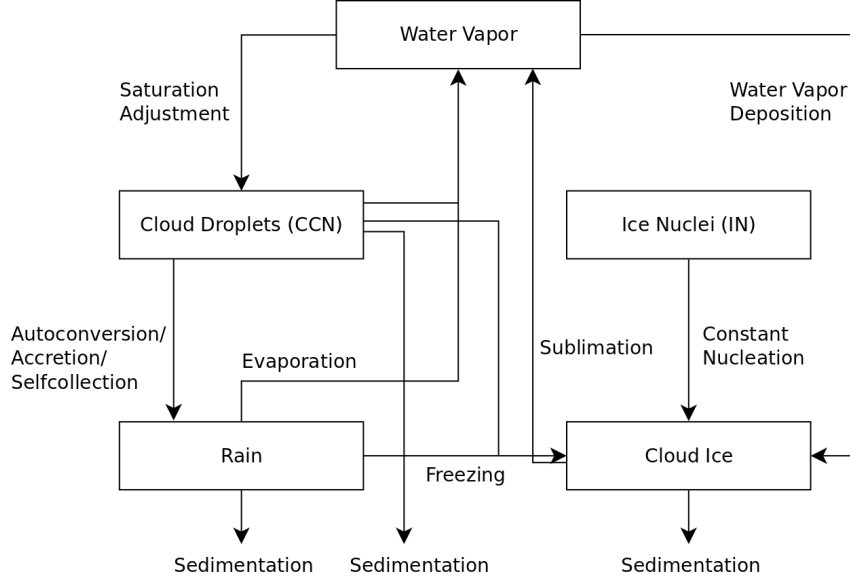 Water Vapor
Saturation
Adjustment
Water Vapor
Deposition
Cloud Droplets (CCN)
Ice Nuclei (IN)
Autoconversion/
Accretion/
Selfcollection
Evaporation
Sublimation
Constant
Nucleation
Rain
Freezing
Cloud Ice
Sedimentation
Sedimentation
Sedimentation